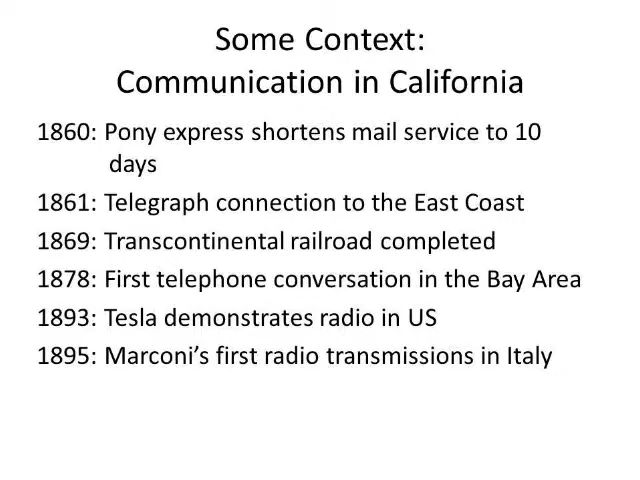 Some Context:
Communication in California
1860: Pony express shortens mail service to 10
days
1861: Telegraph connection to the East Coast
1869: Transcontinental railroad completed
1878: First telephone conversation in the Bay Area
1893: Tesla demonstrates radio in US
1895: Marconi’s first radio transmissions in Italy